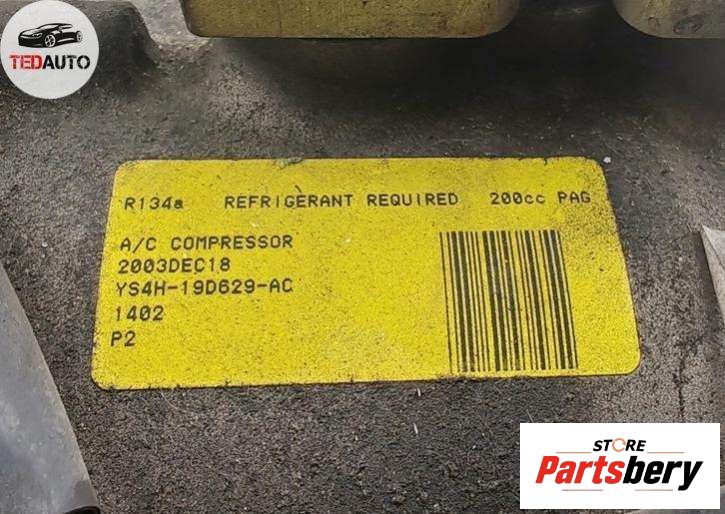 TEDAUTO
R134a REFRIGERANT REQUIRED 200cc PAG
A/C COMPRESSOR
2003DEC18
YS4H-19D629-AC
1402
P2
STORE
Partsbery